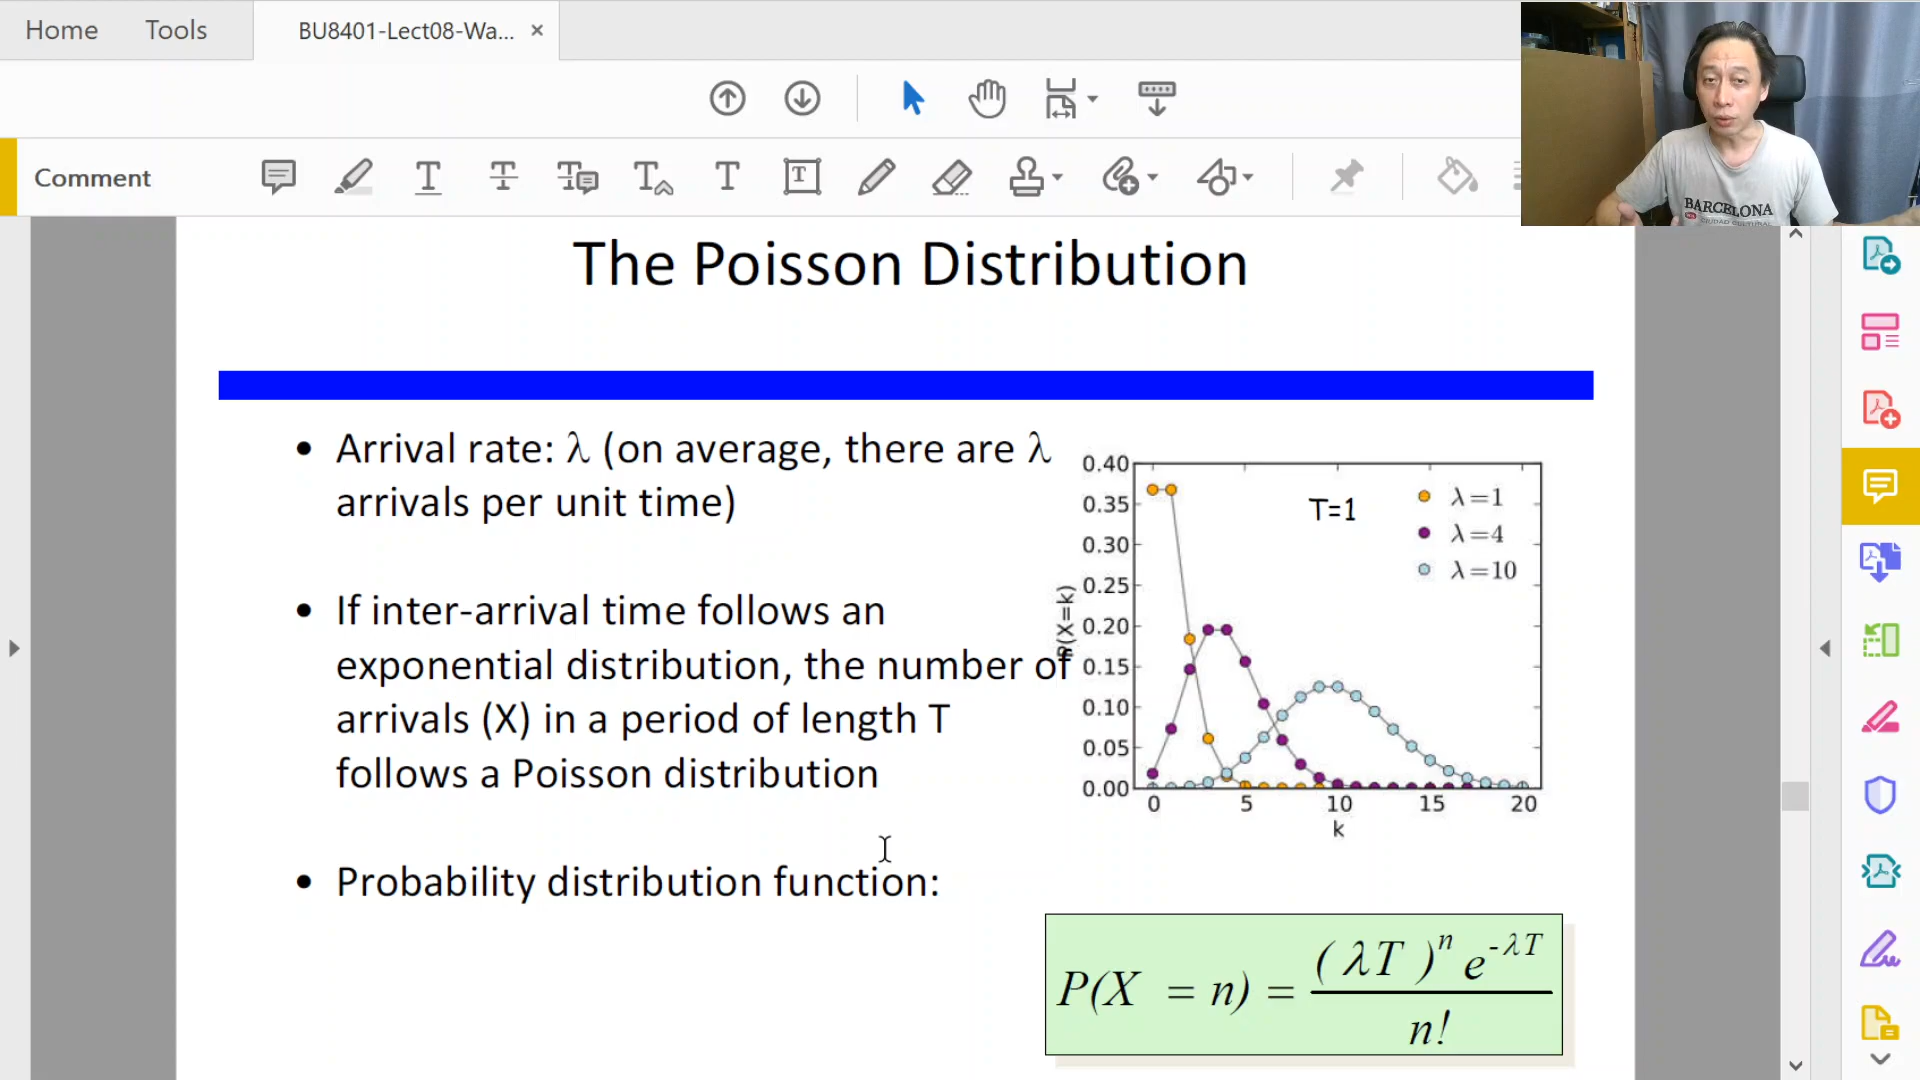 Home Tools BU8401-Lect08-Wa... ×
Comment
BARCELONA
CIUDAD CULTURAL
The Poisson Distribution
• Arrival rate: λ (on average, there are λ
arrivals per unit time)
• If inter-arrival time follows an
exponential distribution, the number of
arrivals (X) in a period of length T
follows a Poisson distribution
• Probability distribution function:
0.40
0.35
0.30
0.25
0.20
0.15
0.10
0.05
0.00
P(X=k)
T=1
λ=1
λ=4
λ=10
0 5 10 15 20
k
P(X = n) = (λT)^n e^-λT / n!